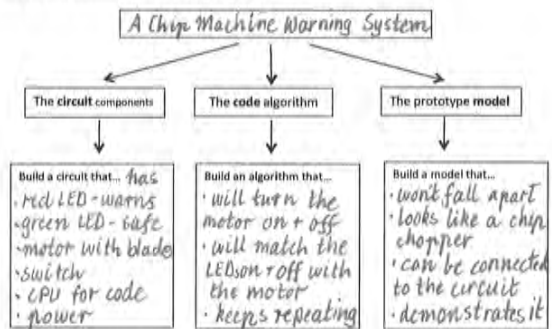 A Chip Machine Warning System
The circuit components
The code algorithm
The prototype model
Build a circuit that... has
· red LED - warns
· green LED - safe
· motor with blade
· switch
· CPU for code
· power
Build an algorithm that...
· will turn the
motor on + off
· will match the
LEDs on + off with
the motor
· keeps repeating
Build a model that...
· won't fall apart
· looks like a chip
chopper
· can be connected
to the circuit
· demonstrates it